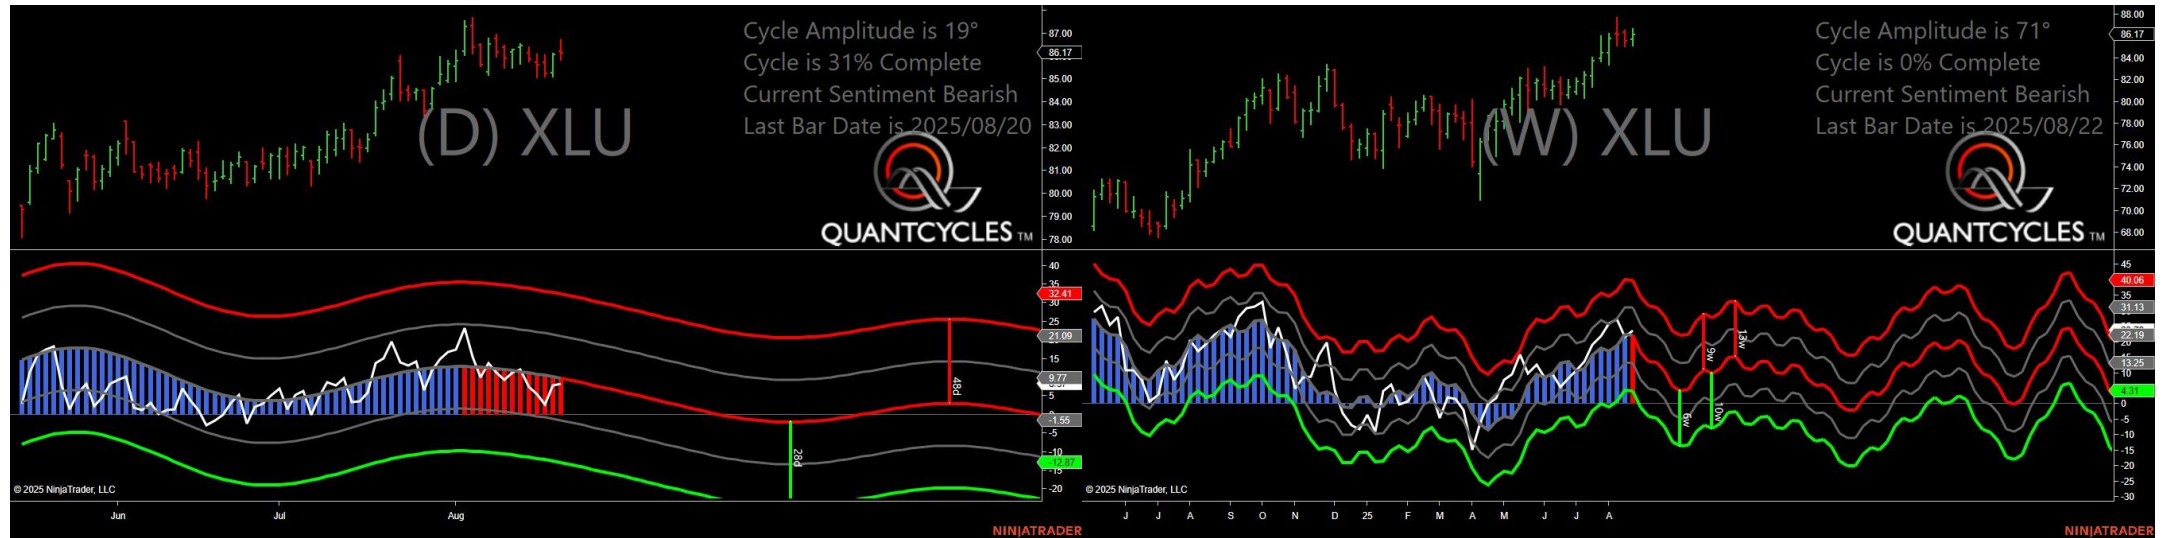 Cycle Amplitude is 19°
Cycle is 31% Complete
Current Sentiment Bearish
Last Bar Date is 2025/08/20
(D) XLU
QUANTCYCLES TM
87.00
86.17
85.00
84.00
83.00
82.00
81.00
80.00
79.00
78.00
40
35
32.41
30
25
21.09
15
9.77
5
-1.55
-5
-10
-12.87
-15
-20
48d
28d
© 2025 NinjaTrader, LLC
Jun
Jul
Aug
NINJATRADER
Cycle Amplitude is 71°
Cycle is 0% Complete
Current Sentiment Bearish
Last Bar Date is 2025/08/22
(W) XLU
QUANTCYCLES TM
88.00
86.17
84.00
82.00
80.00
78.00
76.00
74.00
72.00
70.00
68.00
45
40.06
35
31.13
22.19
20
13.25
10
4.31
0
-5
-10
-15
-20
-25
-30
9w
13w
6w
10w
© 2025 NinjaTrader, LLC
J J A S O N D 25 F M A M J J A
NINJATRADER